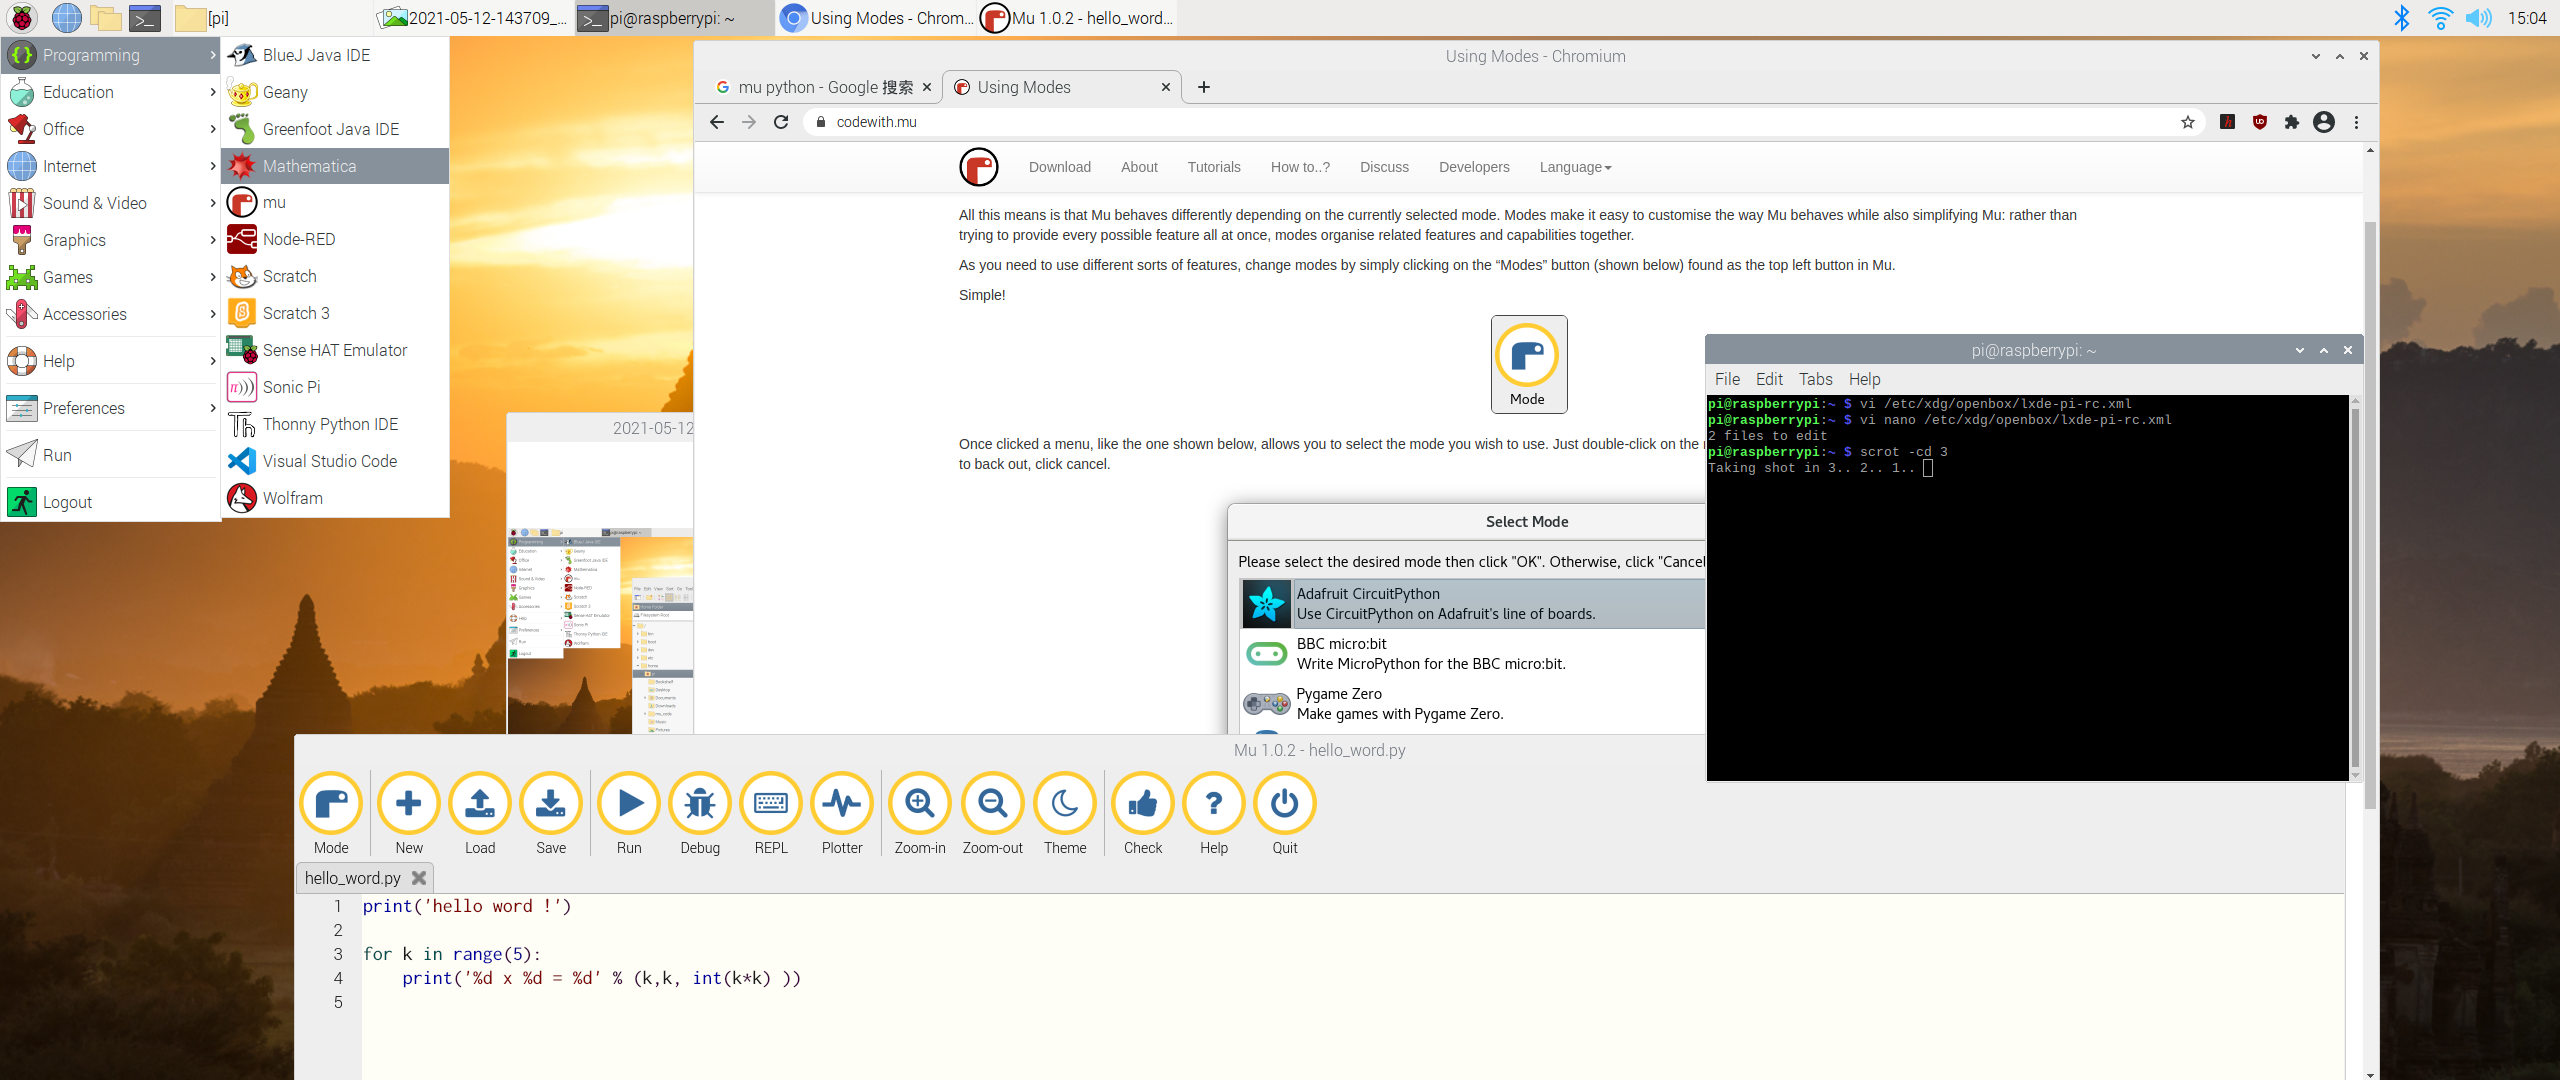 [pi]
2021-05-12-143709_...
pi@raspberrypi: ~
Using Modes - Chrom...
Mu 1.0.2 - hello_word...
15:04
Programming
Education
Office
Internet
Sound & Video
Graphics
Games
Accessories
Help
Preferences
Run
Logout
BlueJ Java IDE
Geany
Greenfoot Java IDE
Mathematica
mu
Node-RED
Scratch
Scratch 3
Sense HAT Emulator
Sonic Pi
Thonny Python IDE
Visual Studio Code
Wolfram
2021-05-12
Using Modes - Chromium
mu python - Google 搜索
Using Modes
codewith.mu
Download About Tutorials How to..? Discuss Developers Language
All this means is that Mu behaves differently depending on the currently selected mode. Modes make it easy to customise the way Mu behaves while also simplifying Mu: rather than
trying to provide every possible feature all at once, modes organise related features and capabilities together.
As you need to use different sorts of features, change modes by simply clicking on the “Modes” button (shown below) found as the top left button in Mu.
Simple!
Mode
Once clicked a menu, like the one shown below, allows you to select the mode you wish to use. Just double-click on the
to back out, click cancel.
Select Mode
Please select the desired mode then click "OK". Otherwise, click "Cancel
Adafruit CircuitPython
Use CircuitPython on Adafruit's line of boards.
BBC micro:bit
Write MicroPython for the BBC micro:bit.
Pygame Zero
Make games with Pygame Zero.
pi@raspberrypi: ~
File Edit Tabs Help
pi@raspberrypi:~ $ vi /etc/xdg/openbox/lxde-pi-rc.xml
pi@raspberrypi:~ $ vi nano /etc/xdg/openbox/lxde-pi-rc.xml
2 files to edit
pi@raspberrypi:~ $ scrot -cd 3
Taking shot in 3.. 2.. 1..
Mu 1.0.2 - hello_word.py
Mode New Load Save Run Debug REPL Plotter Zoom-in Zoom-out Theme Check Help Quit
hello_word.py
1 print('hello word !')
2
3 for k in range(5):
4     print('%d x %d = %d' % (k,k, int(k*k) ))
5